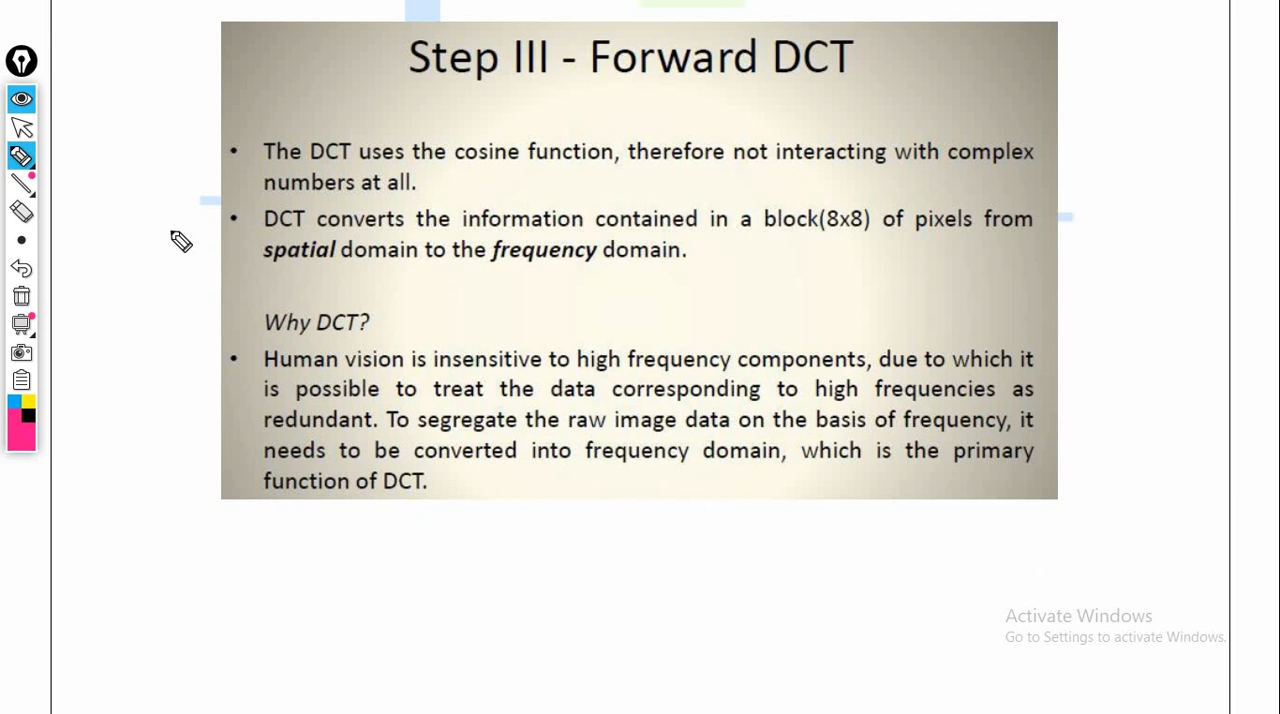 Step III - Forward DCT
• The DCT uses the cosine function, therefore not interacting with complex
numbers at all.
• DCT converts the information contained in a block(8x8) of pixels from
spatial domain to the frequency domain.
Why DCT?
• Human vision is insensitive to high frequency components, due to which it
is possible to treat the data corresponding to high frequencies as
redundant. To segregate the raw image data on the basis of frequency, it
needs to be converted into frequency domain, which is the primary
function of DCT.
Activate Windows
Go to Settings to activate Windows.